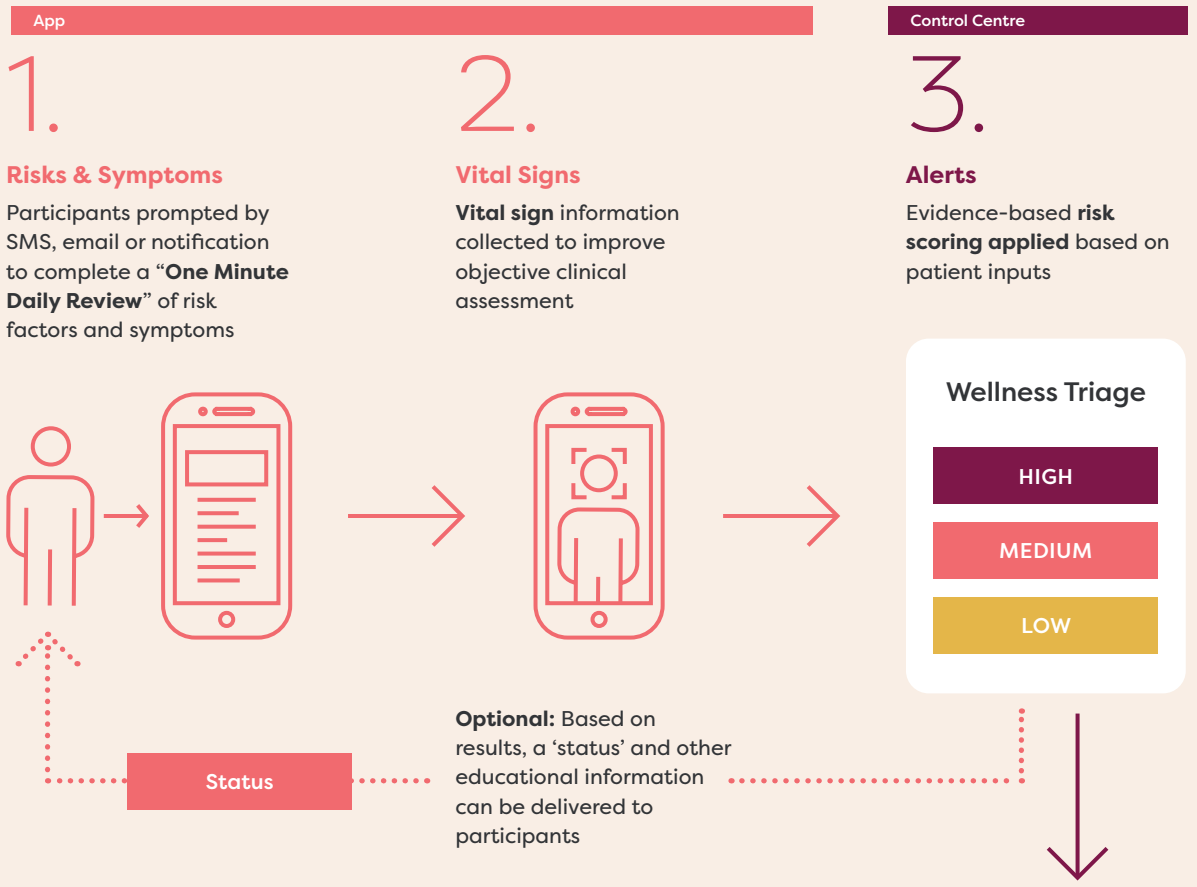 App
Control Centre
1.
2.
3.
Risks & Symptoms
Participants prompted by
SMS, email or notification
to complete a “One Minute
Daily Review” of risk
factors and symptoms
Vital Signs
Vital sign information
collected to improve
objective clinical
assessment
Alerts
Evidence-based risk
scoring applied based on
patient inputs
Wellness Triage
HIGH
MEDIUM
LOW
Status
Optional: Based on
results, a ‘status’ and other
educational information
can be delivered to
participants